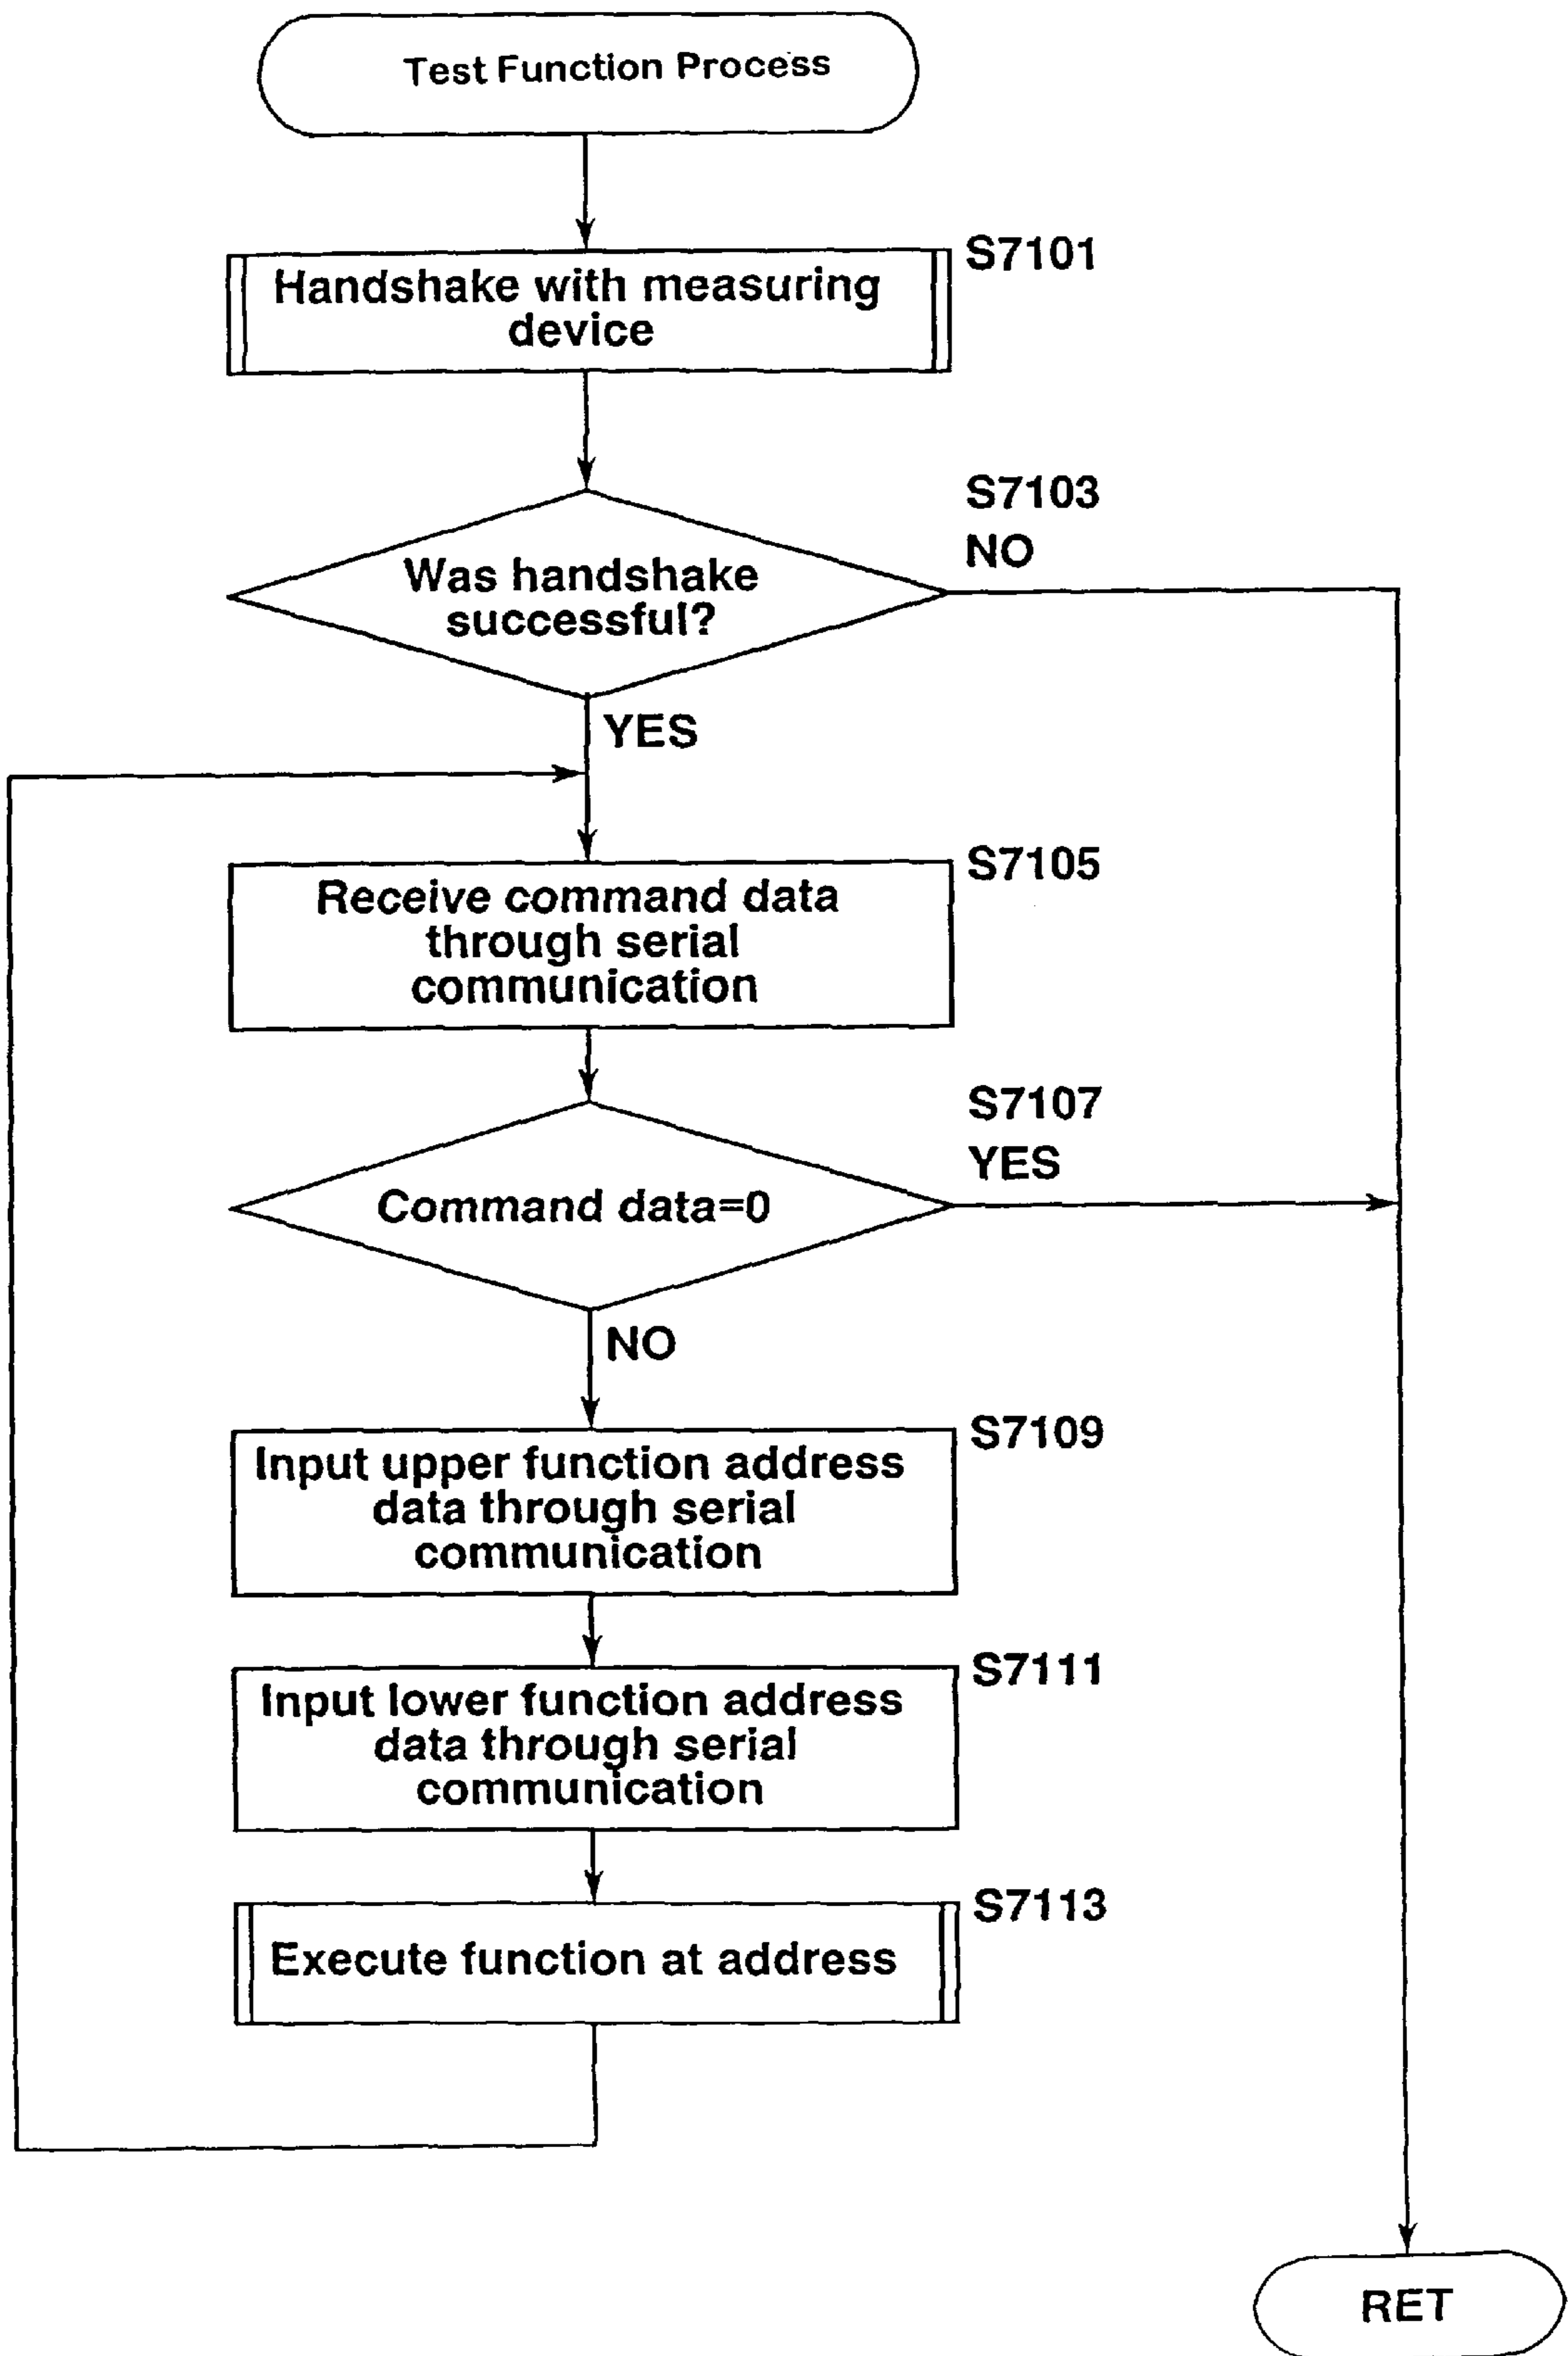 Test Function Process
S7101
Handshake with measuring
device
S7103
NO
Was handshake
successful?
YES
S7105
Receive command data
through serial
communication
S7107
YES
Command data=0
NO
S7109
Input upper function address
data through serial
communication
S7111
Input lower function address
data through serial
communication
S7113
Execute function at address
RET